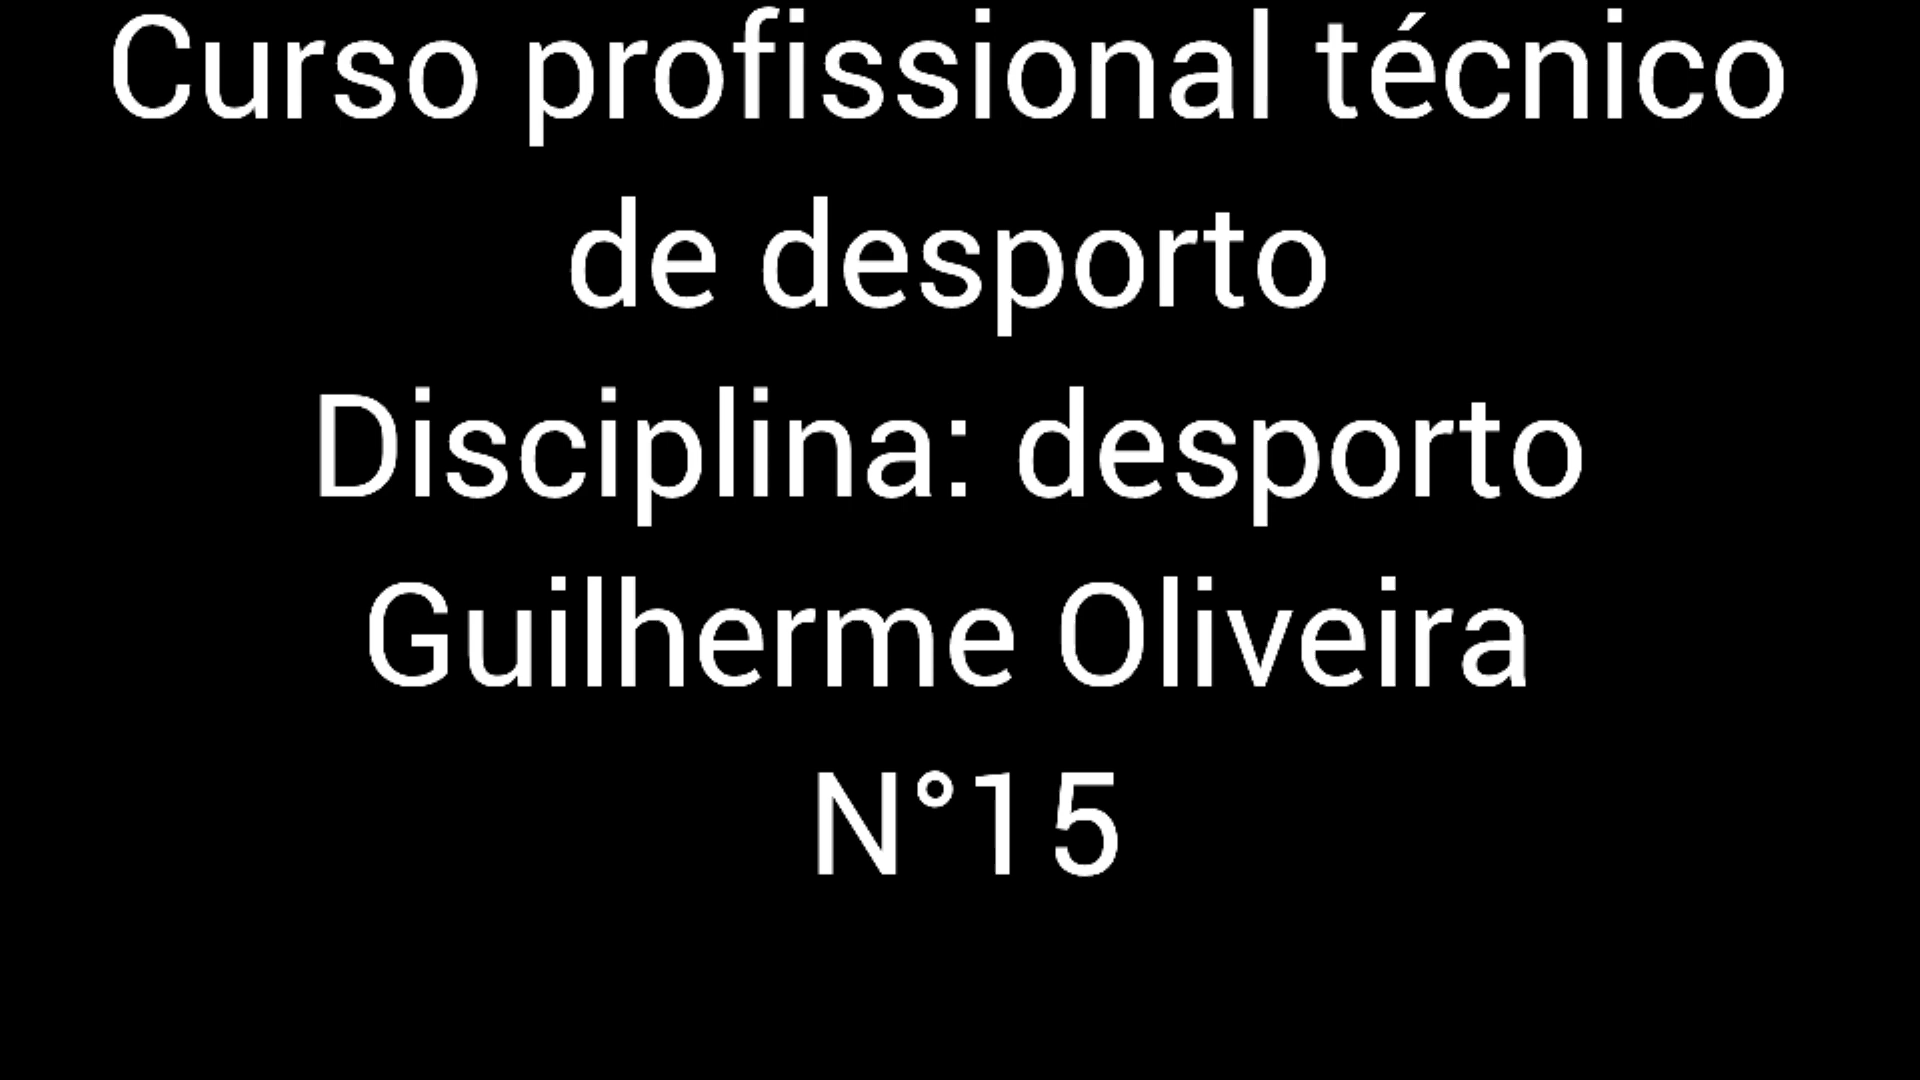 Curso profissional técnico
de desporto
Disciplina: desporto
Guilherme Oliveira
N°15